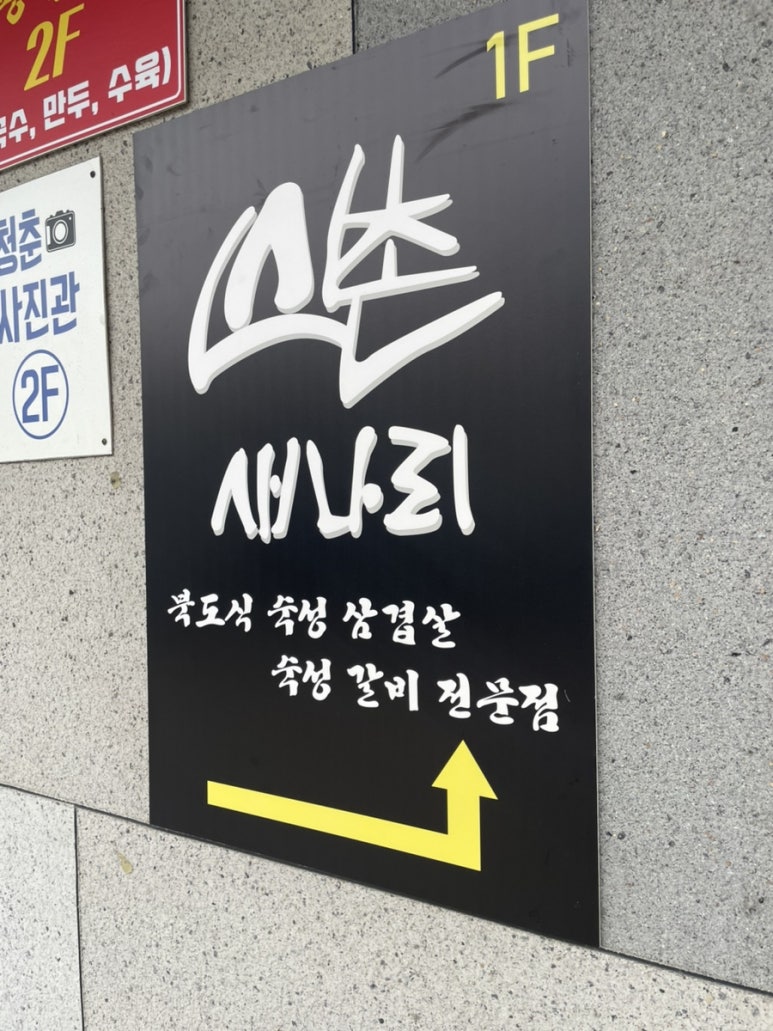 2F
만두, 수육)
청춘
사진관
2F
1F
새나리
북도식 숙성 삼겹살
숙성 갈비 전문점